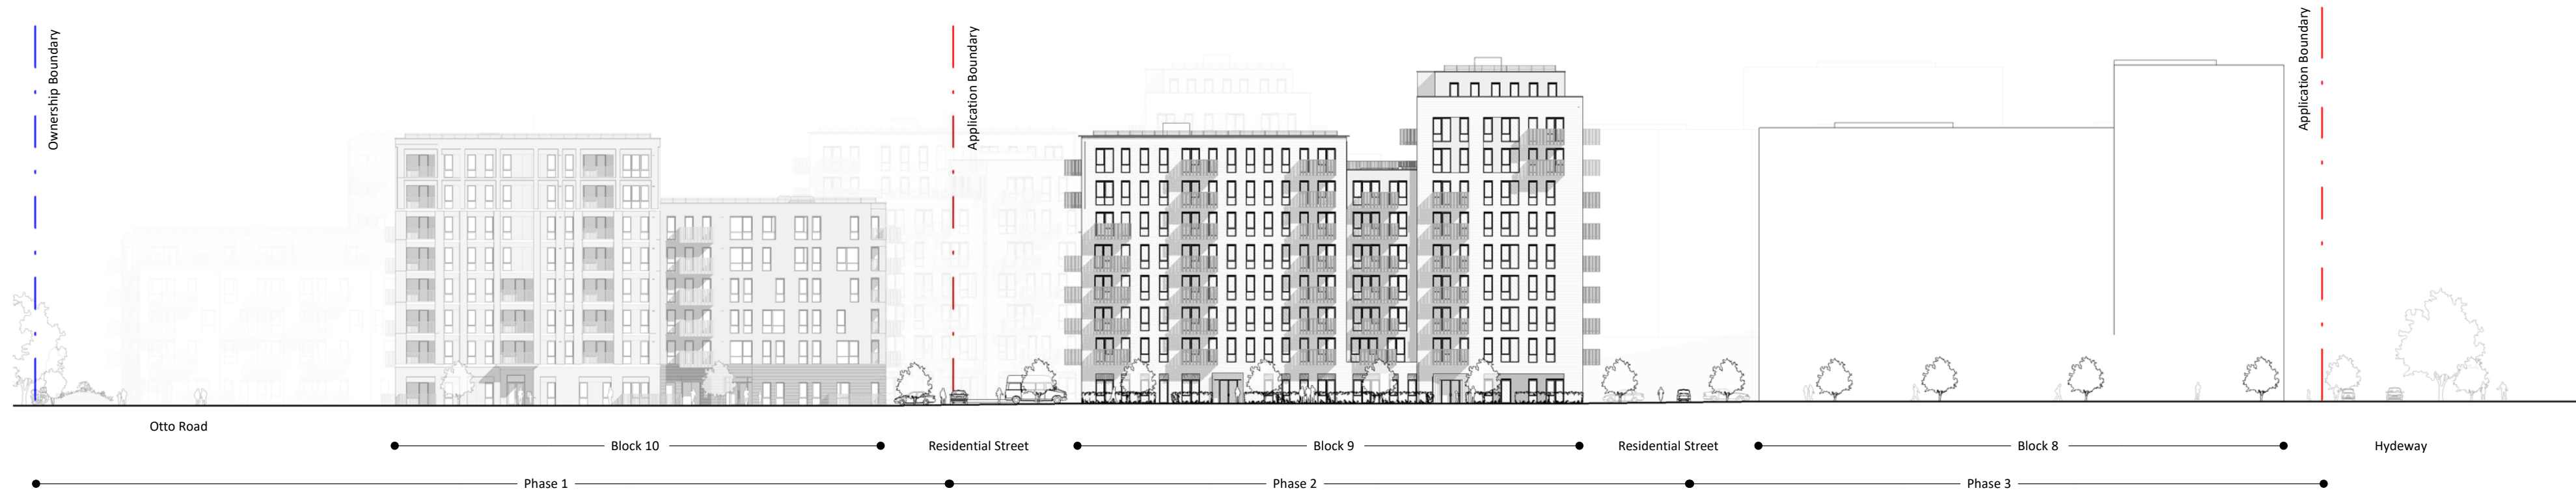 Ownership Boundary
Application Boundary
Application Boundary
Otto Road
Block 10
Residential Street
Block 9
Residential Street
Block 8
Hydeway
Phase 1
Phase 2
Phase 3